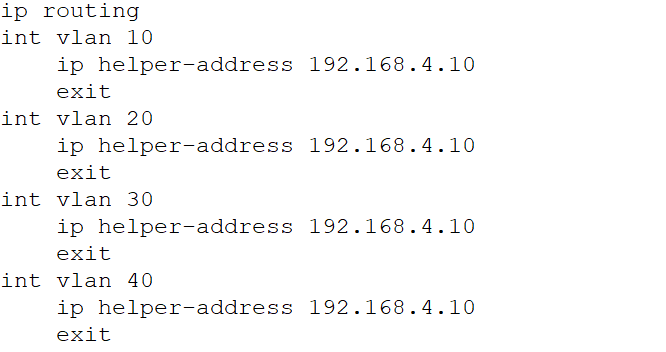 ip routing
int vlan 10
    ip helper-address 192.168.4.10
    exit
int vlan 20
    ip helper-address 192.168.4.10
    exit
int vlan 30
    ip helper-address 192.168.4.10
    exit
int vlan 40
    ip helper-address 192.168.4.10
    exit